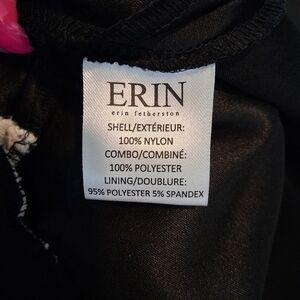 ERIN
erin fetherston
SHELL/EXTÉRIEUR:
100% NYLON
COMBO/COMBINÉ:
100% POLYESTER
LINING/DOUBLURE:
95% POLYESTER 5% SPANDEX